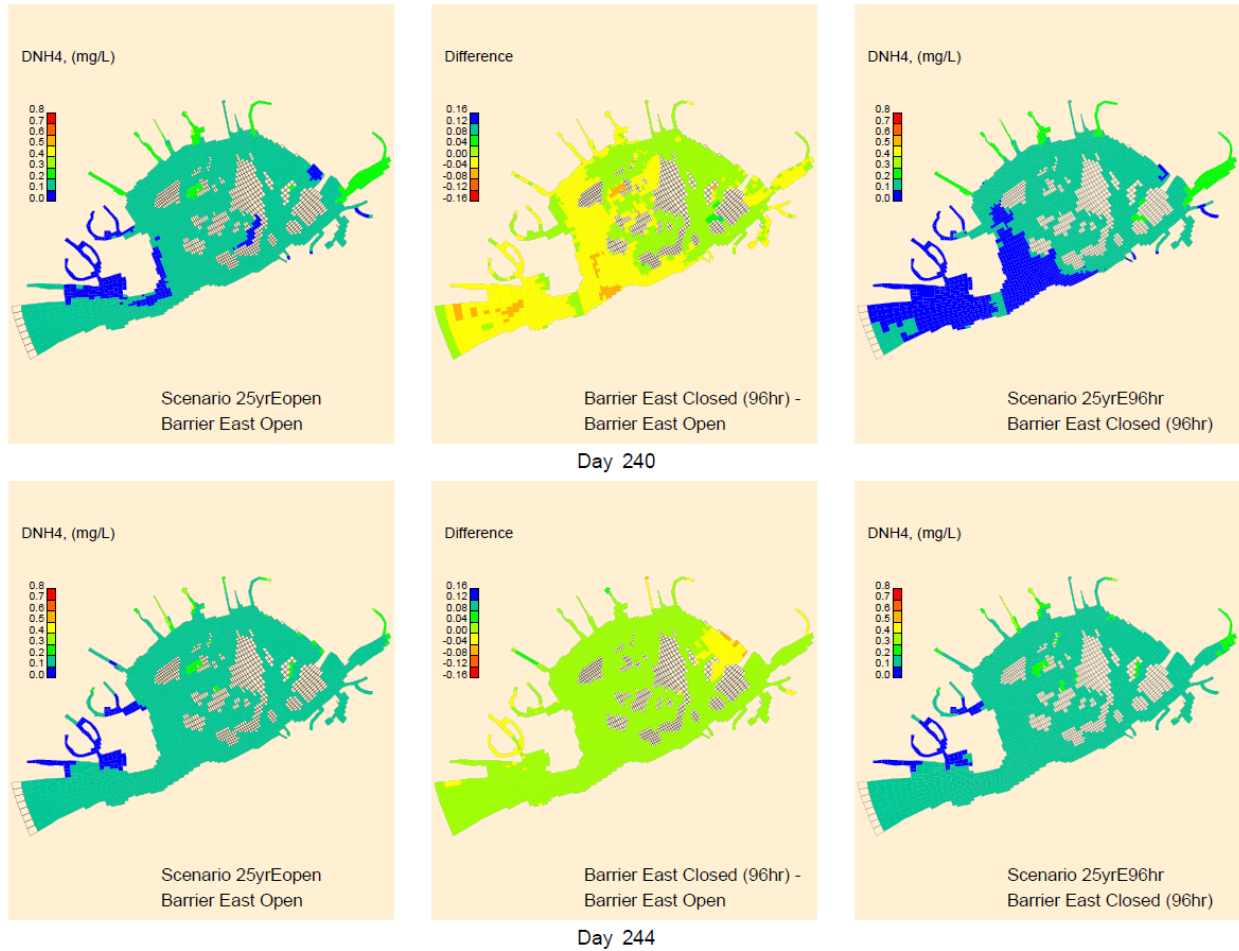 DNH4, (mg/L)
0.8
0.7
0.6
0.5
0.4
0.3
0.2
0.1
0.0
Scenario 25yrEopen
Barrier East Open
Difference
0.16
0.12
0.08
0.04
0.00
-0.04
-0.08
-0.12
-0.16
Barrier East Closed (96hr) -
Barrier East Open
DNH4, (mg/L)
0.8
0.7
0.6
0.5
0.4
0.3
0.2
0.1
0.0
Scenario 25yrE96hr
Barrier East Closed (96hr)
Day 240
DNH4, (mg/L)
0.8
0.7
0.6
0.5
0.4
0.3
0.2
0.1
0.0
Scenario 25yrEopen
Barrier East Open
Difference
0.16
0.12
0.08
0.04
0.00
-0.04
-0.08
-0.12
-0.16
Barrier East Closed (96hr) -
Barrier East Open
DNH4, (mg/L)
0.8
0.7
0.6
0.5
0.4
0.3
0.2
0.1
0.0
Scenario 25yrE96hr
Barrier East Closed (96hr)
Day 244